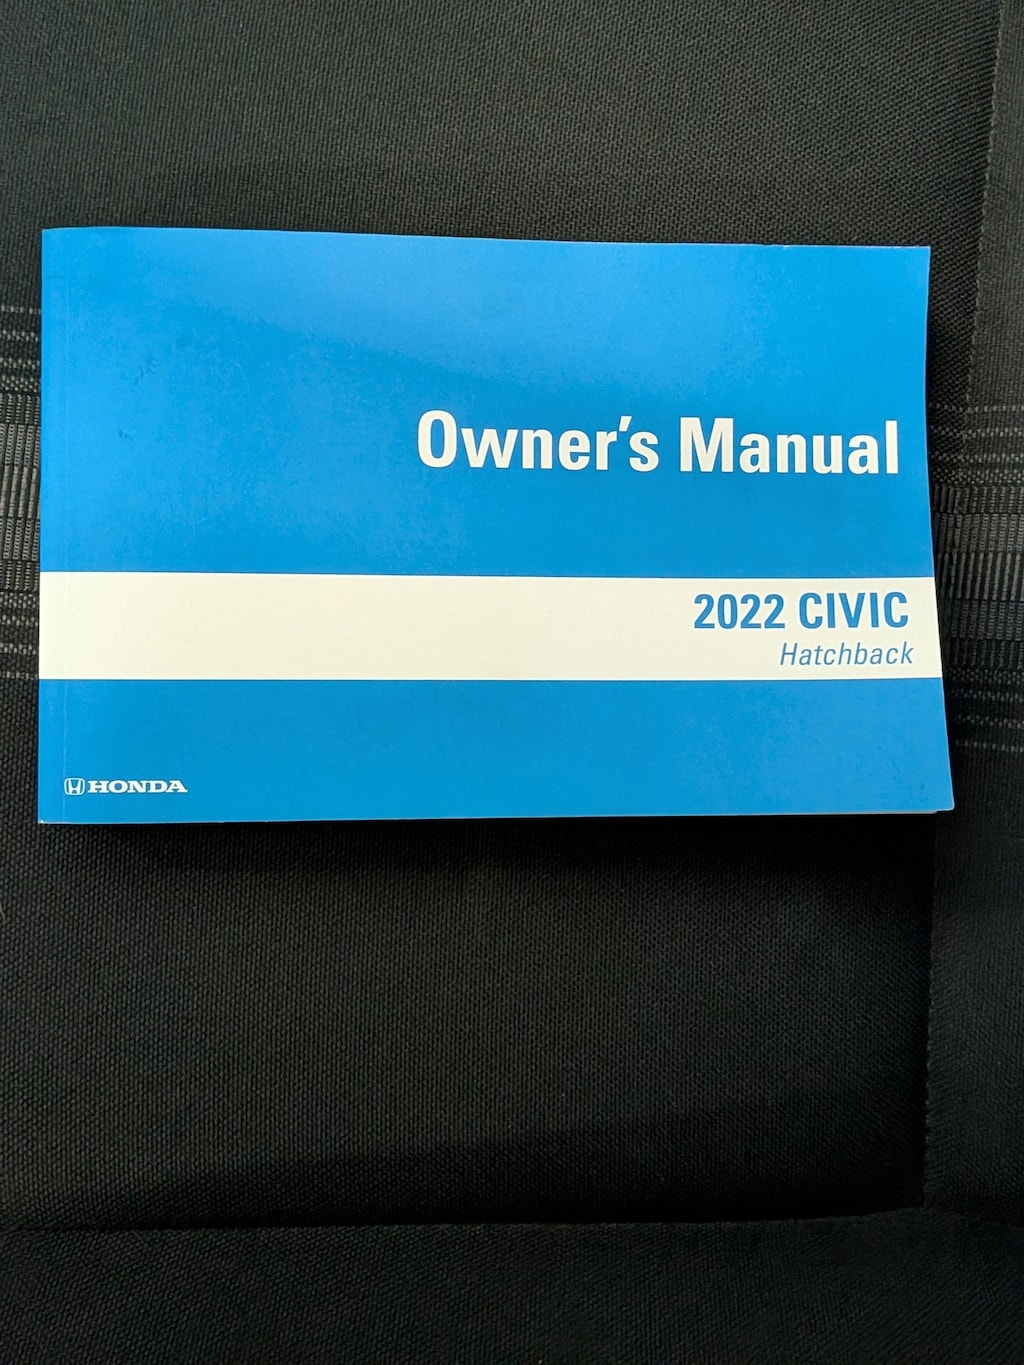 Owner's Manual
2022 CIVIC
Hatchback
HONDA